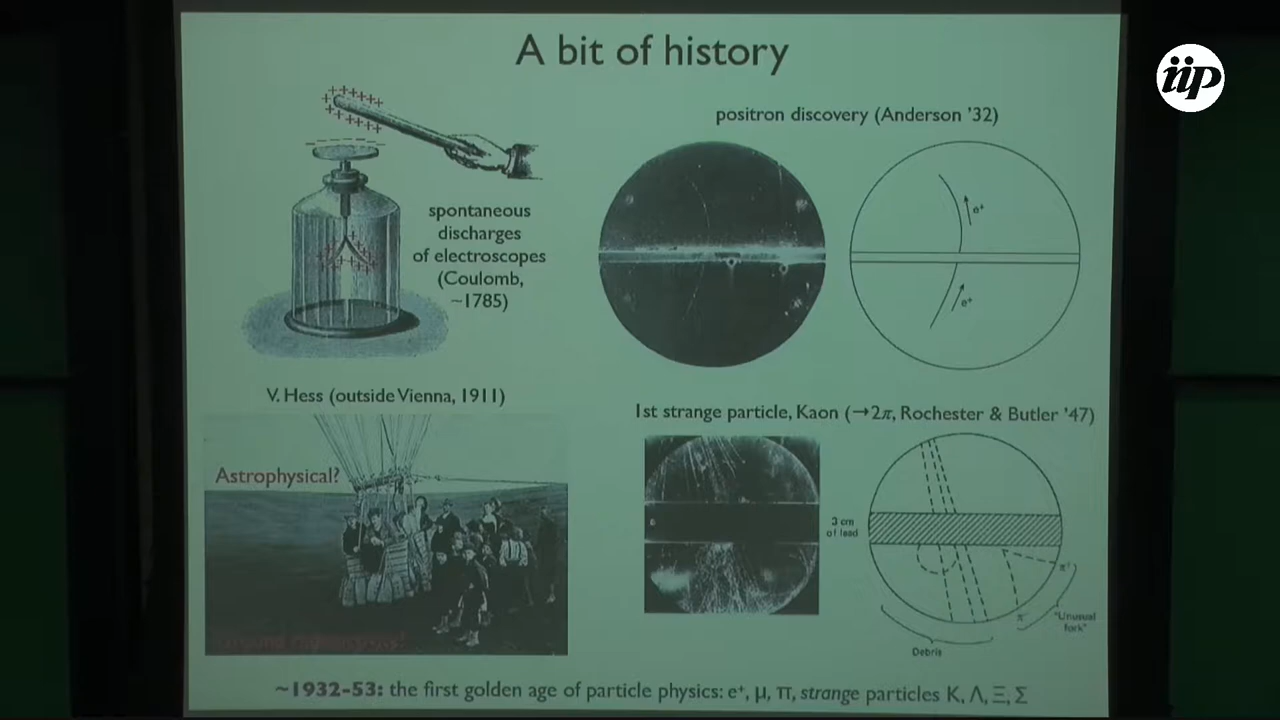 A bit of history
iip
spontaneous
discharges
of electroscopes
(Coulomb,
~1785)
positron discovery (Anderson '32)
e⁺
e⁺
V. Hess (outside Vienna, 1911)
Astrophysical?
1st strange particle, Kaon (→2π, Rochester & Butler '47)
3 cm
of lead
π⁺
π⁻
"Unusual
fork"
Debris
~1932-53: the first golden age of particle physics: e⁺, μ, π, strange particles K, Λ, Ξ, Σ